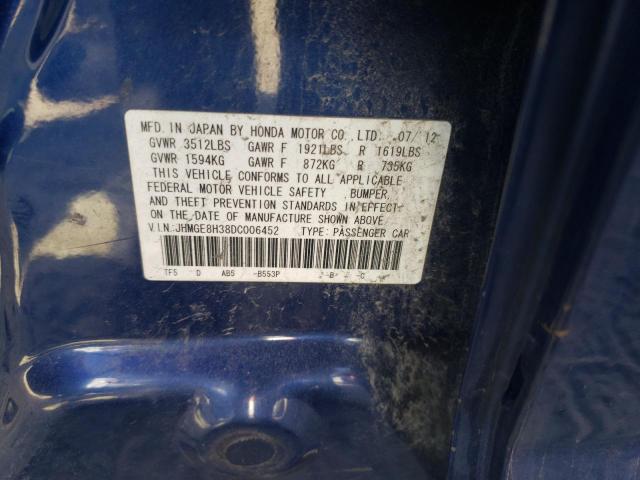 MFD. IN JAPAN BY HONDA MOTOR CO., LTD. 07/12
GVWR 3512LBS GAWR F 1921LBS R 1619LBS
GVWR 1594KG GAWR F 872KG R 735KG
THIS VEHICLE CONFORMS TO ALL APPLICABLE
FEDERAL MOTOR VEHICLE SAFETY, BUMPER,
AND THEFT PREVENTION STANDARDS IN EFFECT
ON THE DATE OF MANUFACTURE SHOWN ABOVE.
V.I.N.: JHMGE8H38DC006452 TYPE: PASSENGER CAR
TF5 D AB5 -B553P -B - C